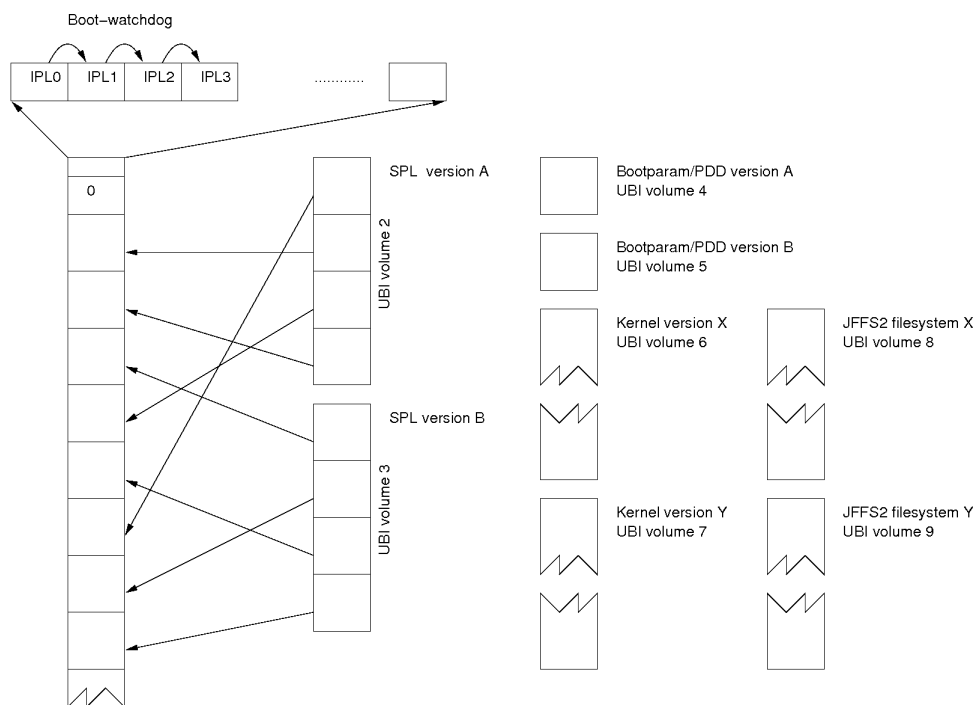 Boot-watchdog
IPL0 IPL1 IPL2 IPL3
............
0
SPL version A
UBI volume 2
SPL version B
UBI volume 3
Bootparam/PDD version A
UBI volume 4
Bootparam/PDD version B
UBI volume 5
Kernel version X
UBI volume 6
JFFS2 filesystem X
UBI volume 8
Kernel version Y
UBI volume 7
JFFS2 filesystem Y
UBI volume 9